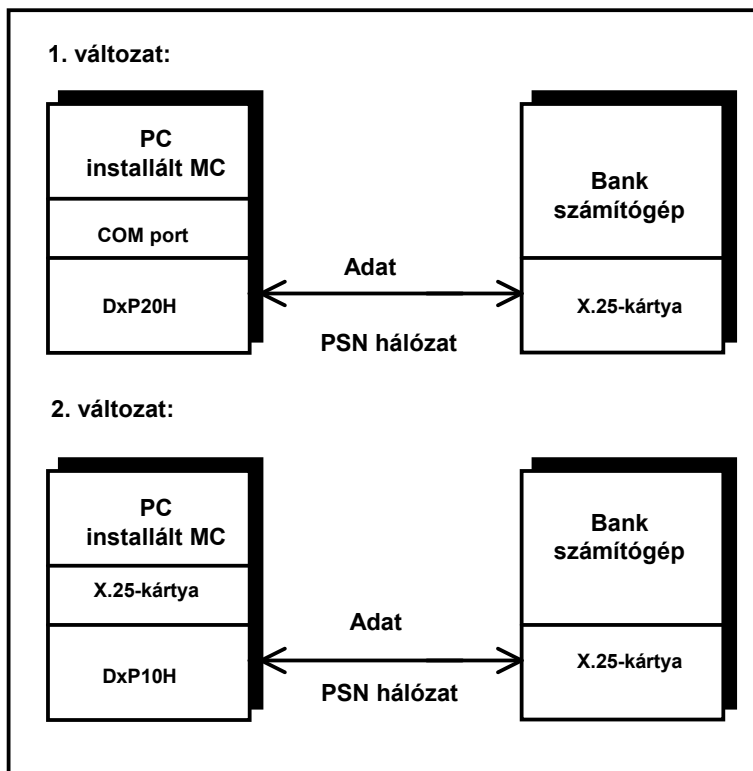 1. változat:
PC
installált MC
COM port
DxP20H
Adat
PSN hálózat
Bank
számítógép
X.25-kártya
2. változat:
PC
installált MC
X.25-kártya
DxP10H
Adat
PSN hálózat
Bank
számítógép
X.25-kártya